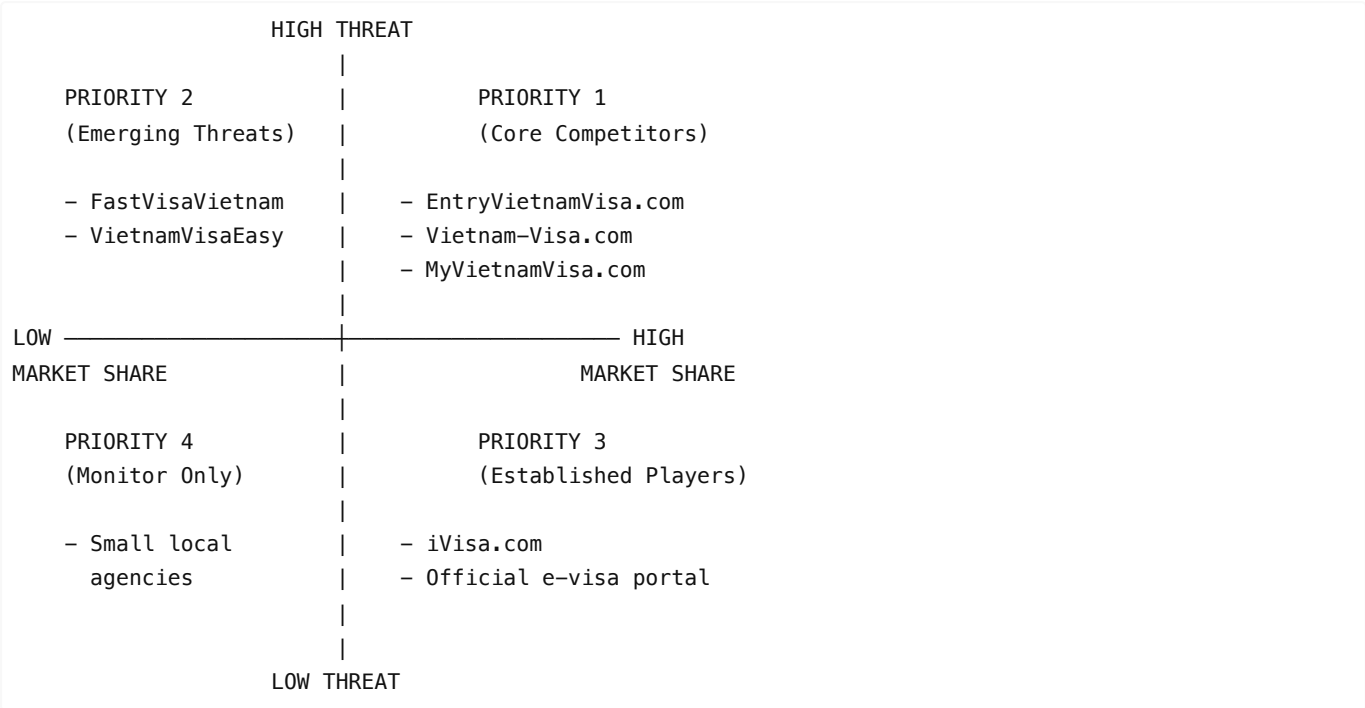 HIGH THREAT
PRIORITY 2 | PRIORITY 1
(Emerging Threats) | (Core Competitors)
- FastVisaVietnam | - EntryVietnamVisa.com
- VietnamVisaEasy | - Vietnam-Visa.com
| - MyVietnamVisa.com
LOW ────────────────┼──────────────── HIGH
MARKET SHARE | MARKET SHARE
PRIORITY 4 | PRIORITY 3
(Monitor Only) | (Established Players)
- Small local | - iVisa.com
agencies | - Official e-visa portal
LOW THREAT